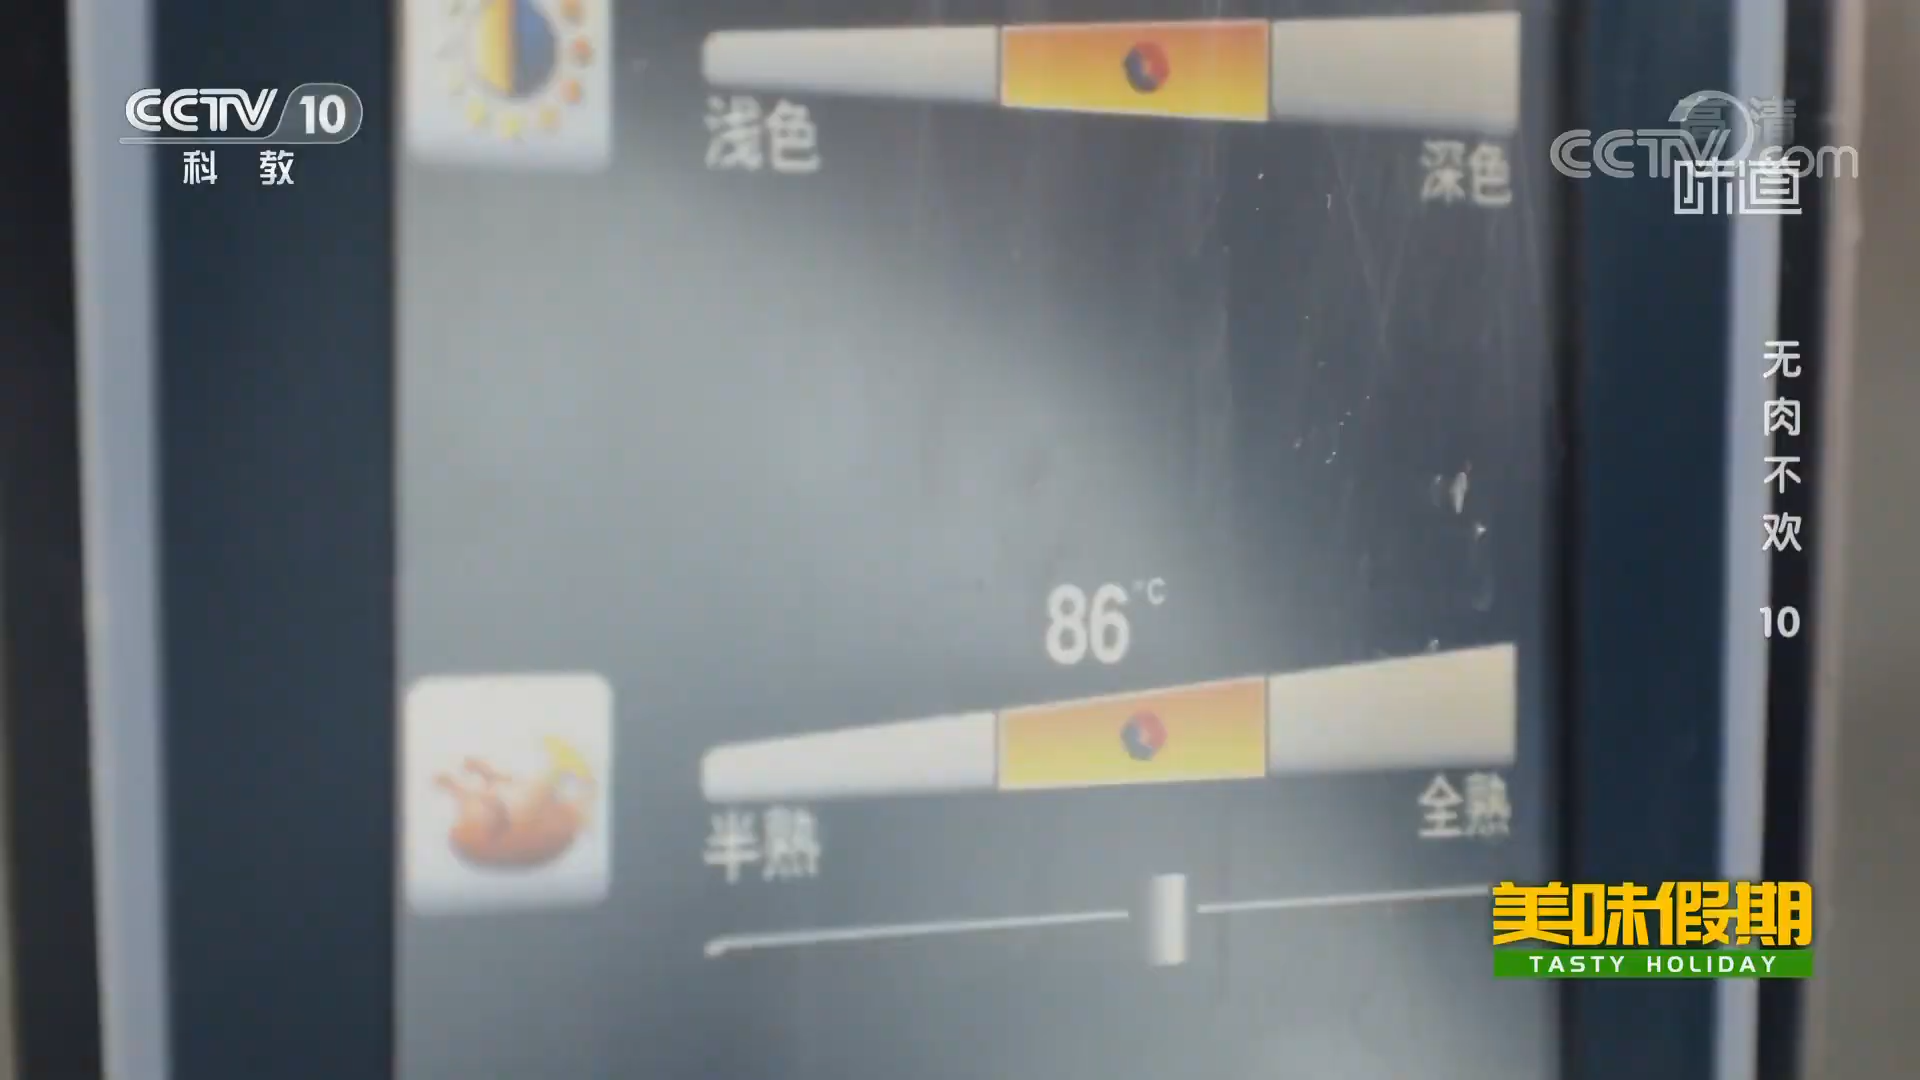 CCTV 10
科 教
高清
CCTV.com
味道
浅色
深色
无肉不欢 10
86°C
半熟
全熟
美味假期
TASTY HOLIDAY